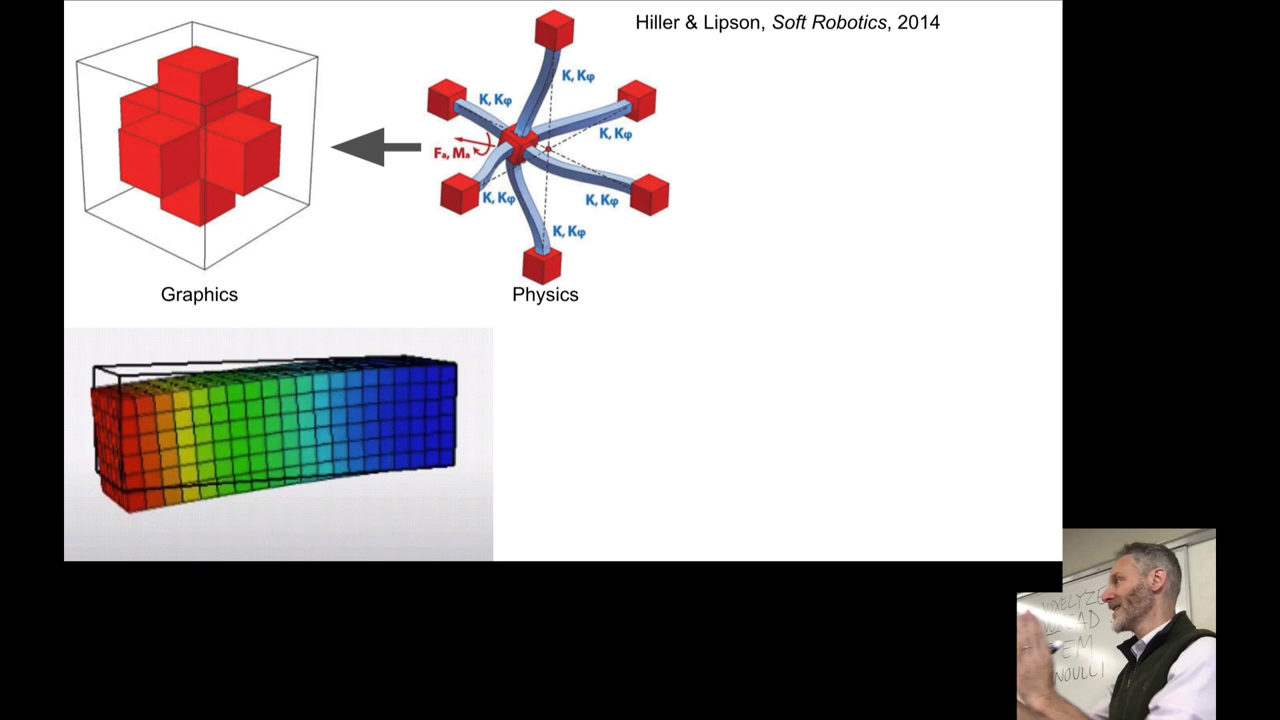 Hiller & Lipson, Soft Robotics, 2014
K, Kφ
K, Kφ
K, Kφ
Fₐ, Mₐ
K, Kφ
K, Kφ
K, Kφ
Graphics
Physics